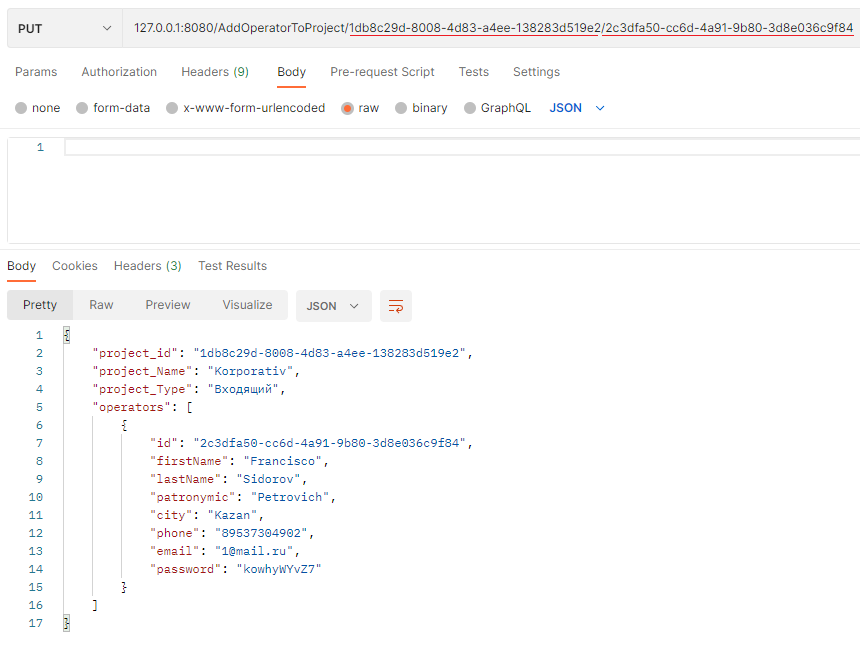 PUT 127.0.0.1:8080/AddOperatorToProject/1db8c29d-8008-4d83-a4ee-138283d519e2/2c3dfa50-cc6d-4a91-9b80-3d8e036c9f84
Params Authorization Headers (9) Body Pre-request Script Tests Settings
none form-data x-www-form-urlencoded raw binary GraphQL JSON
1
Body Cookies Headers (3) Test Results
Pretty Raw Preview Visualize JSON
1 {
2 "project_id": "1db8c29d-8008-4d83-a4ee-138283d519e2",
3 "project_Name": "Korporativ",
4 "project_Type": "Входящий",
5 "operators": [
6 {
7 "id": "2c3dfa50-cc6d-4a91-9b80-3d8e036c9f84",
8 "firstName": "Francisco",
9 "lastName": "Sidorov",
10 "patronymic": "Petrovich",
11 "city": "Kazan",
12 "phone": "89537304902",
13 "email": "1@mail.ru",
14 "password": "kowhyWYvZ7"
15 }
16 ]
17 }